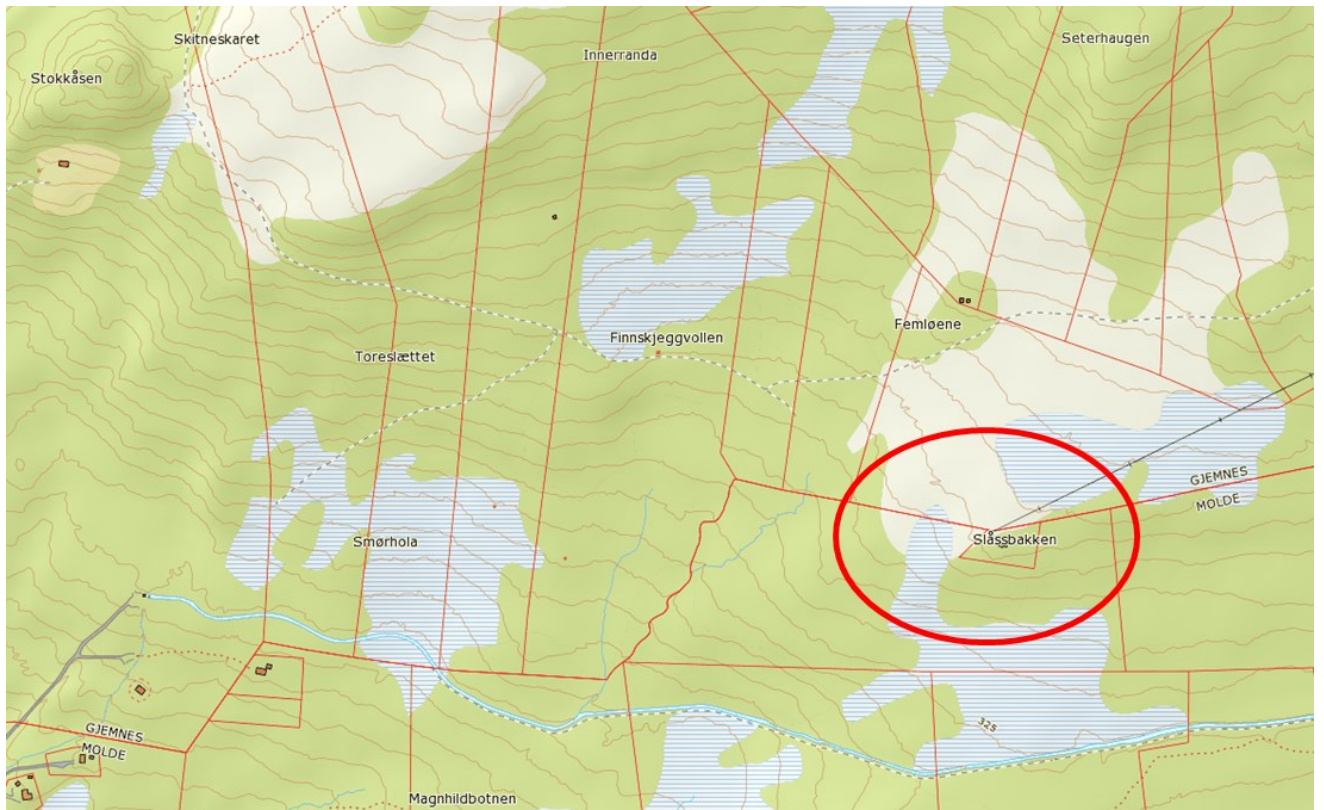 Skitneskaret
Innerranda
Seterhaugen
Stokkåsen
Femløene
Finnskjeggvollen
Toreslættet
GJEMNES
MOLDE
Smørhola
Slåssbakken
325
GJEMNES
MOLDE
Magnhildbotnen